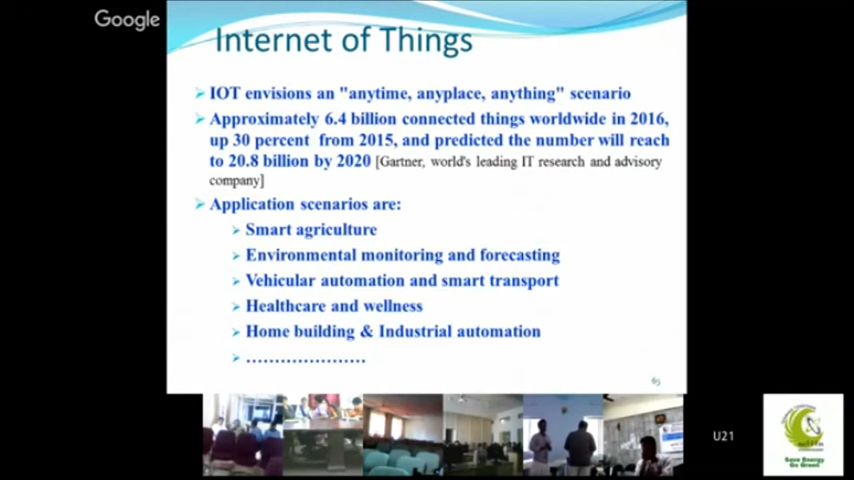 Google
Internet of Things
IOT envisions an "anytime, anyplace, anything" scenario
Approximately 6.4 billion connected things worldwide in 2016,
up 30 percent from 2015, and predicted the number will reach
to 20.8 billion by 2020 [Gartner, world's leading IT research and advisory
company]
Application scenarios are:
Smart agriculture
Environmental monitoring and forecasting
Vehicular automation and smart transport
Healthcare and wellness
Home building & Industrial automation
.....................
65
U21
Save Energy
Go Green